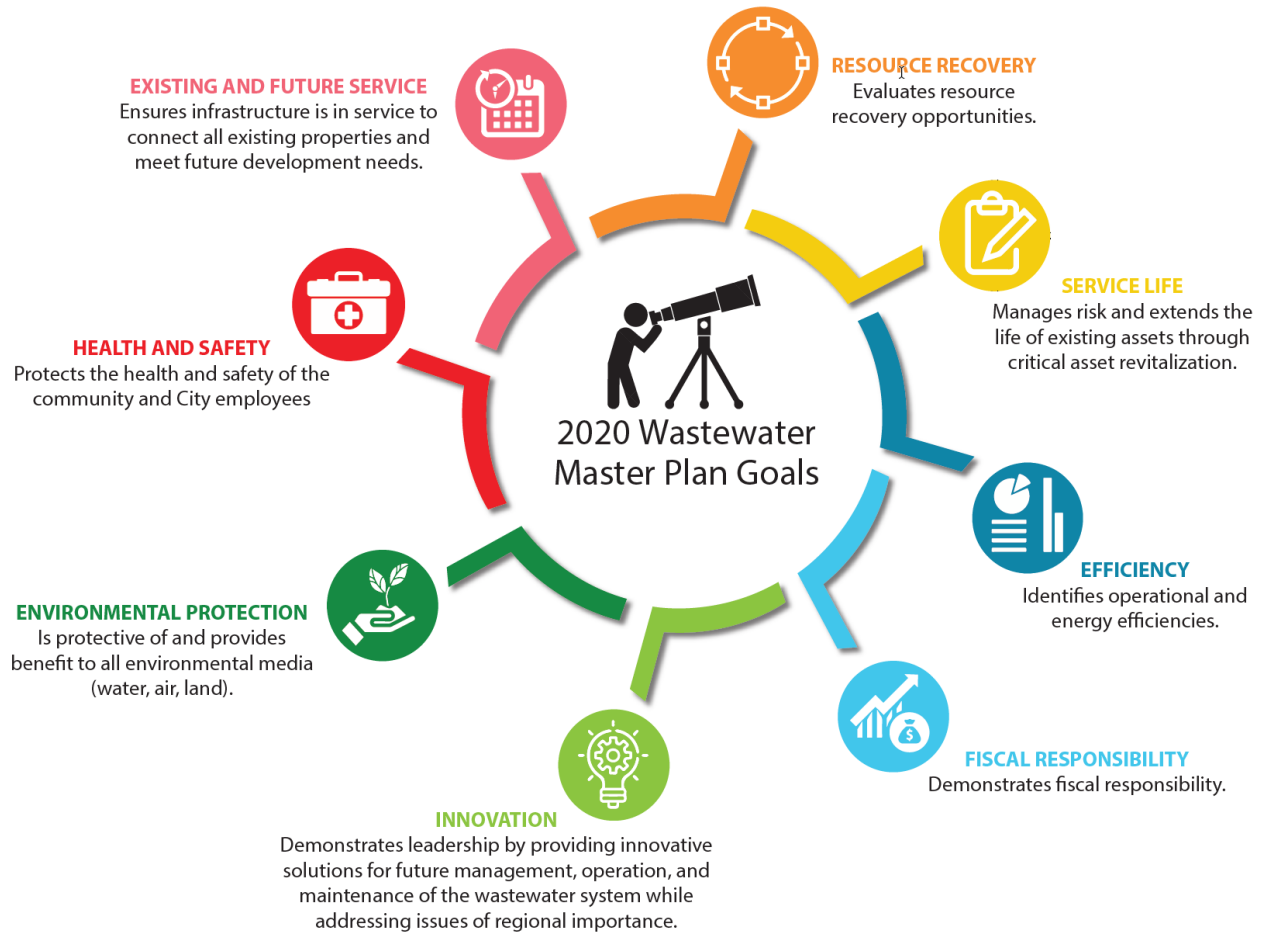 RESOURCE RECOVERY
Evaluates resource
recovery opportunities.
EXISTING AND FUTURE SERVICE
Ensures infrastructure is in service to
connect all existing properties and
meet future development needs.
SERVICE LIFE
Manages risk and extends the
life of existing assets through
critical asset revitalization.
HEALTH AND SAFETY
Protects the health and safety of the
community and City employees
2020 Wastewater
Master Plan Goals
EFFICIENCY
Identifies operational and
energy efficiencies.
ENVIRONMENTAL PROTECTION
Is protective of and provides
benefit to all environmental media
(water, air, land).
$
FISCAL RESPONSIBILITY
Demonstrates fiscal responsibility.
INNOVATION
Demonstrates leadership by providing innovative
solutions for future management, operation, and
maintenance of the wastewater system while
addressing issues of regional importance.